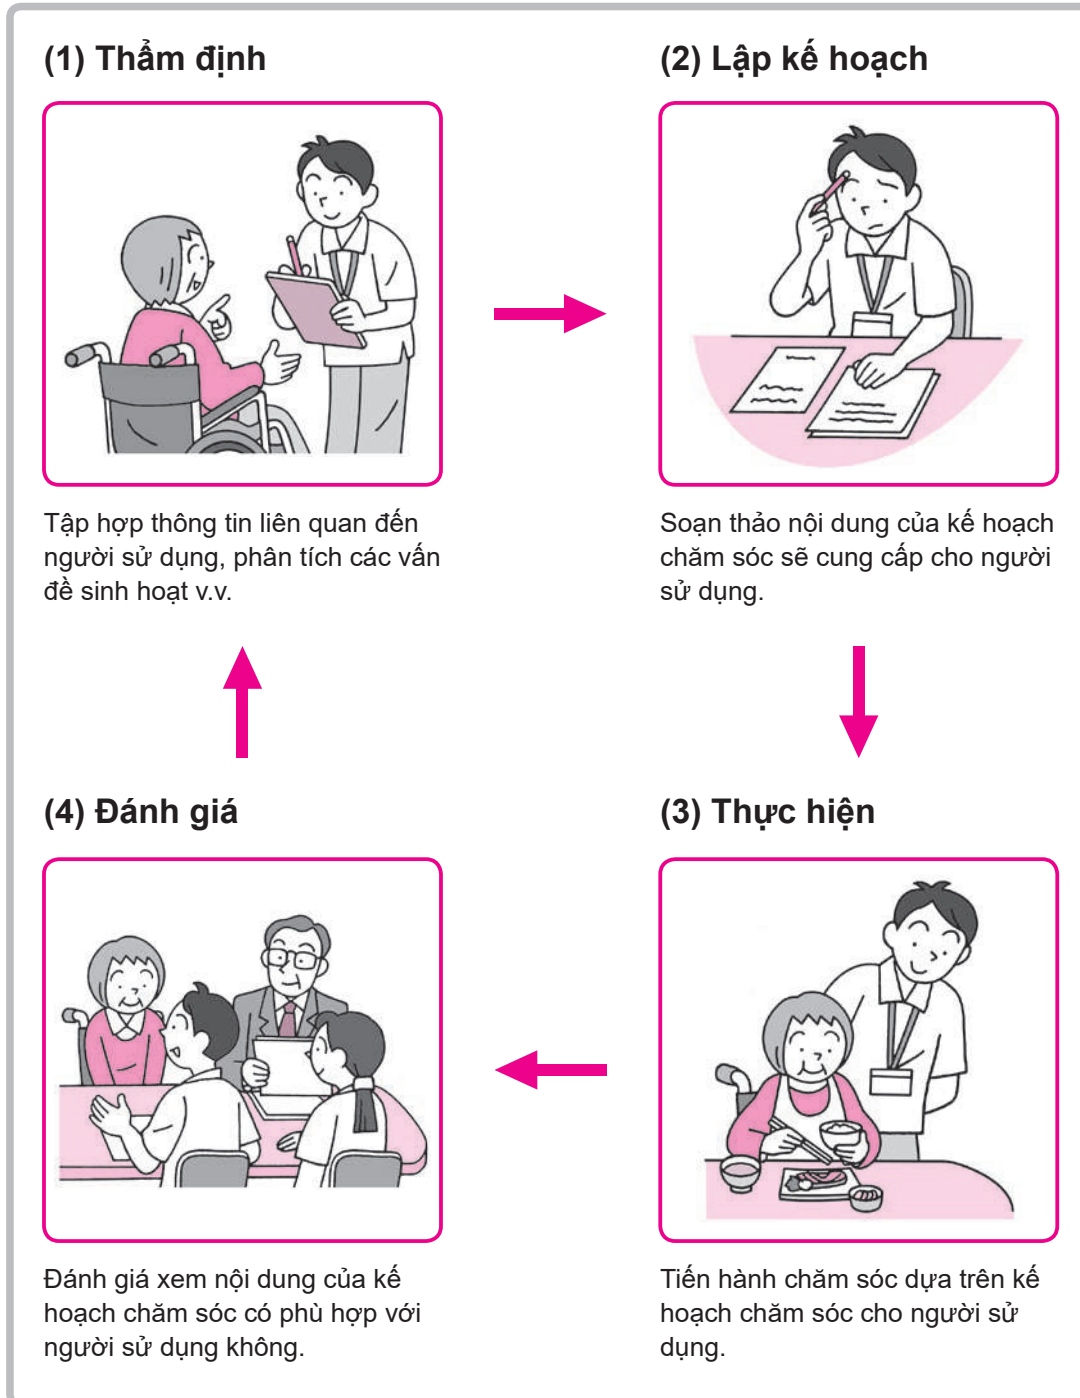 (1) Thẩm định
Tập hợp thông tin liên quan đến
người sử dụng, phân tích các vấn
đề sinh hoạt v.v.
(2) Lập kế hoạch
Soạn thảo nội dung của kế hoạch
chăm sóc sẽ cung cấp cho người
sử dụng.
(3) Thực hiện
Tiến hành chăm sóc dựa trên kế
hoạch chăm sóc cho người sử
dụng.
(4) Đánh giá
Đánh giá xem nội dung của kế
hoạch chăm sóc có phù hợp với
người sử dụng không.